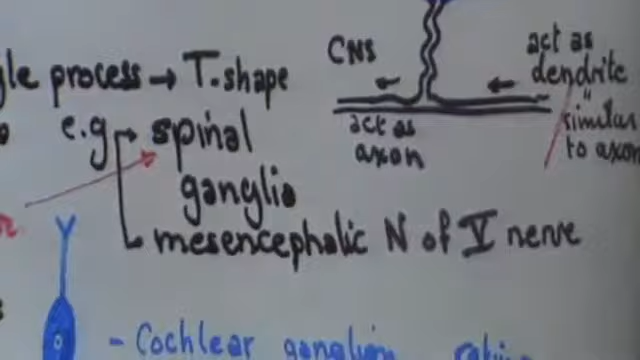 CNS
act as
dendrite
"
similar
to axon
gle process → T.shape
act as
axon
e.g → spinal
ganglia
mesencephalic N of V nerve
- Cochlear ganglion